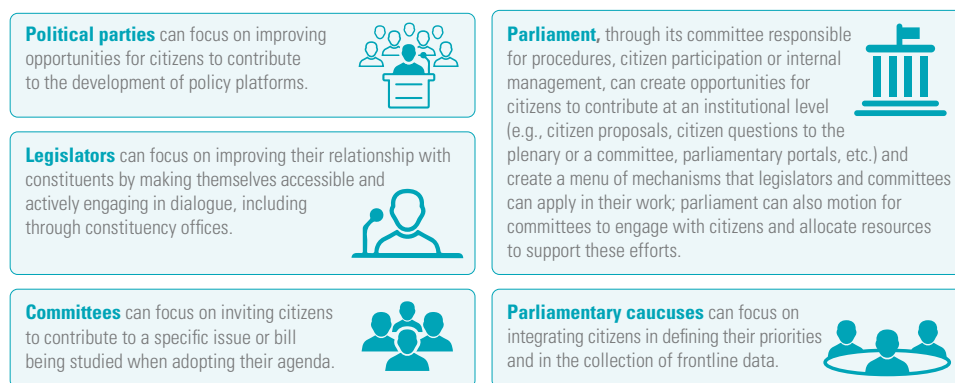 Political parties can focus on improving
opportunities for citizens to contribute
to the development of policy platforms.
Legislators can focus on improving their relationship with
constituents by making themselves accessible and
actively engaging in dialogue, including
through constituency offices.
Committees can focus on inviting citizens
to contribute to a specific issue or bill
being studied when adopting their agenda.
Parliament, through its committee responsible
for procedures, citizen participation or internal
management, can create opportunities for
citizens to contribute at an institutional level
(e.g., citizen proposals, citizen questions to the
plenary or a committee, parliamentary portals, etc.) and
create a menu of mechanisms that legislators and committees
can apply in their work; parliament can also motion for
committees to engage with citizens and allocate resources
to support these efforts.
Parliamentary caucuses can focus on
integrating citizens in defining their priorities
and in the collection of frontline data.